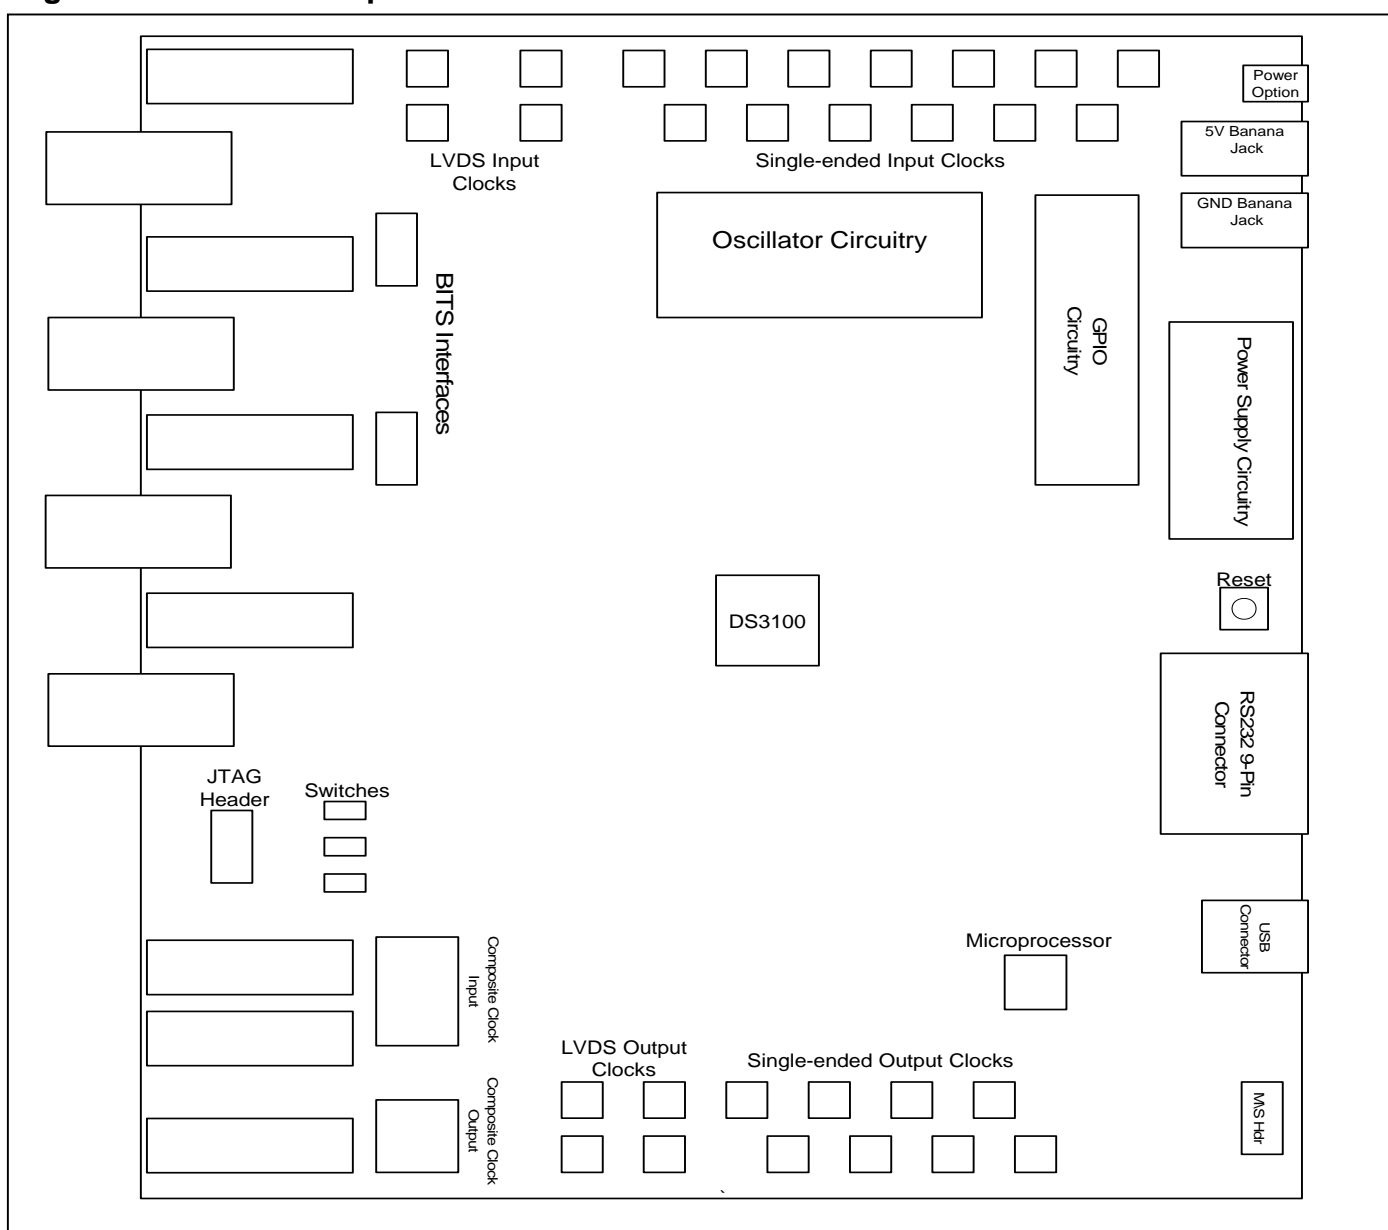 Power
Option
5V Banana
Jack
LVDS Input
Clocks
Single-ended Input Clocks
GND Banana
Jack
Oscillator Circuitry
BITS Interfaces
GPIO
Circuitry
Power Supply Circuitry
Reset
DS3100
RS232 9-Pin
Connector
JTAG
Header
Switches
USB
Connector
Microprocessor
Composite Clock
Input
LVDS Output
Clocks
Single-ended Output Clocks
Composite Clock
Output
M\S Hdr